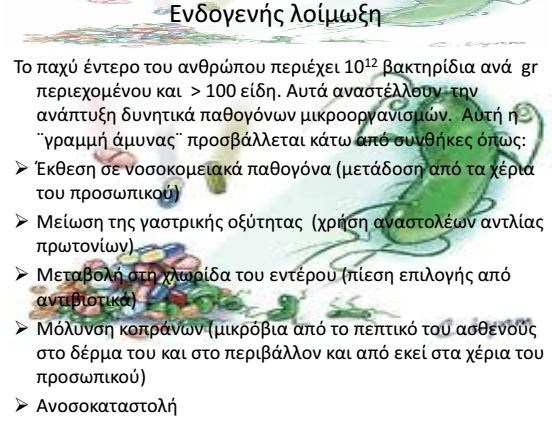 Ενδογενής λοίμωξη
Το παχύ έντερο του ανθρώπου περιέχει 10¹² βακτηρίδια ανά gr
περιεχομένου και > 100 είδη. Αυτά αναστέλλουν την
ανάπτυξη δυνητικά παθογόνων μικροοργανισμών. Αυτή η
¨γραμμή άμυνας¨ προσβάλλεται κάτω από συνθήκες όπως:
➢ Έκθεση σε νοσοκομειακά παθογόνα (μετάδοση από τα χέρια
του προσωπικού)
➢ Μείωση της γαστρικής οξύτητας (χρήση αναστολέων αντλίας
πρωτονίων)
➢ Μεταβολή στη χλωρίδα του εντέρου (πίεση επιλογής από
αντιβιοτικά)
➢ Μόλυνση κοπράνων (μικρόβια από το πεπτικό του ασθενούς
στο δέρμα του και στο περιβάλλον και από εκεί στα χέρια του
προσωπικού)
➢ Ανοσοκαταστολή